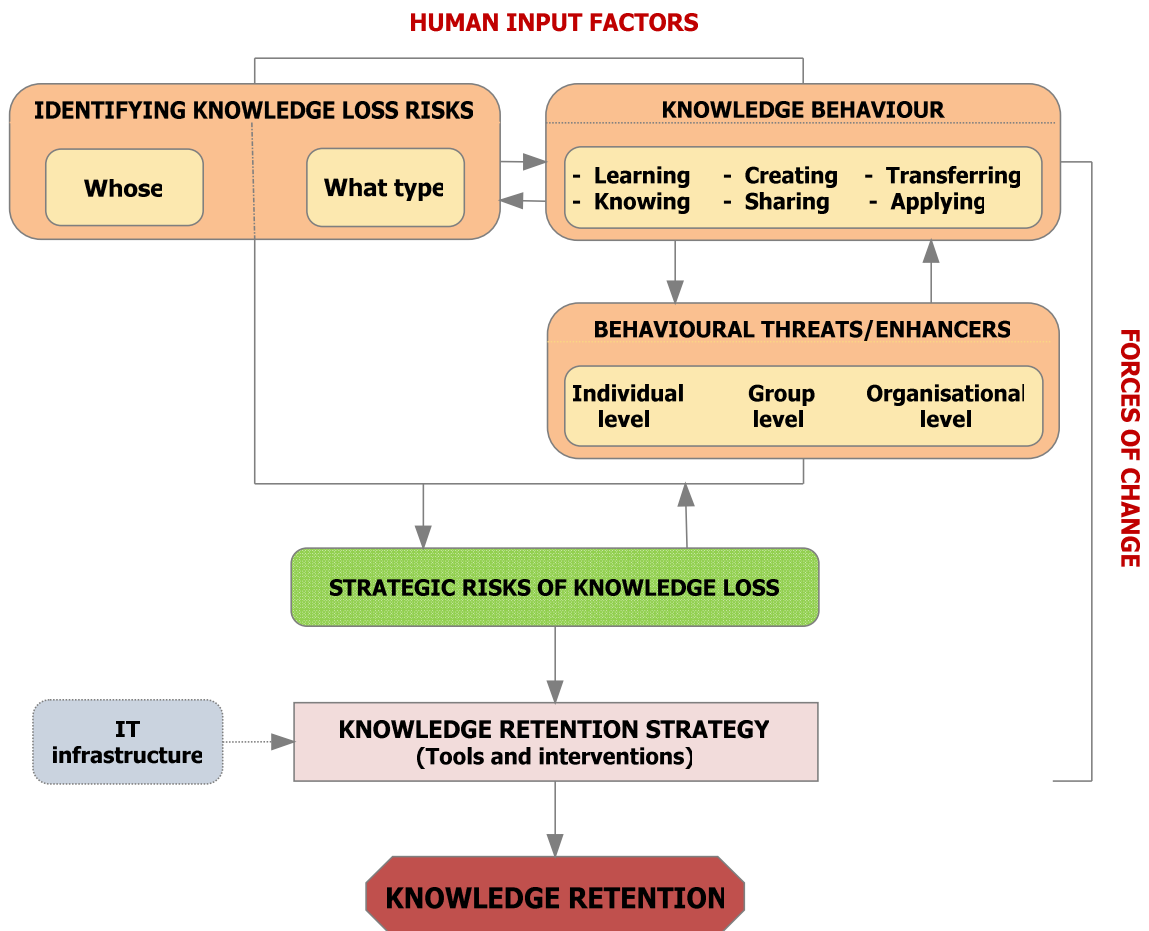 HUMAN INPUT FACTORS
IDENTIFYING KNOWLEDGE LOSS RISKS
Whose
What type
KNOWLEDGE BEHAVIOUR
- Learning - Creating - Transferring
- Knowing - Sharing - Applying
BEHAVIOURAL THREATS/ENHANCERS
Individual level
Group level
Organisational level
FORCES OF CHANGE
STRATEGIC RISKS OF KNOWLEDGE LOSS
IT
infrastructure
KNOWLEDGE RETENTION STRATEGY
(Tools and interventions)
KNOWLEDGE RETENTION